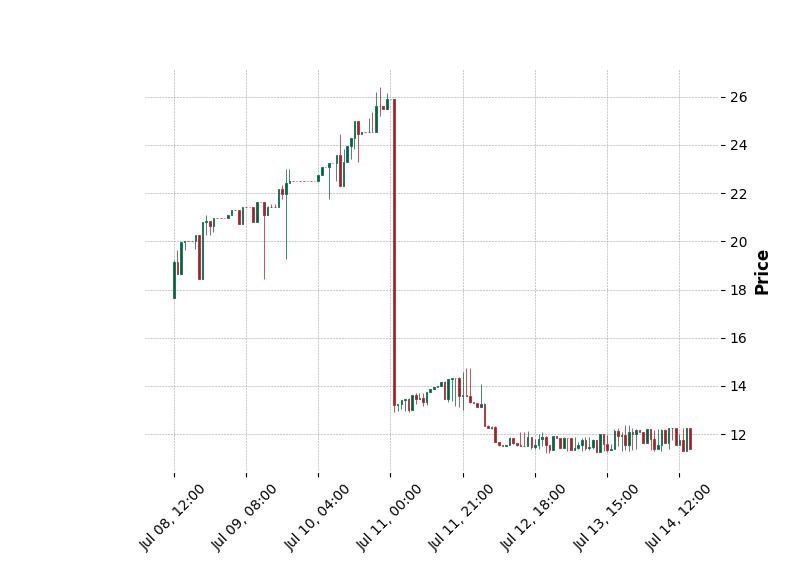 26
24
22
20
18
16
14
12
Price
Jul 08, 12:00
Jul 09, 08:00
Jul 10, 04:00
Jul 11, 00:00
Jul 11, 21:00
Jul 12, 18:00
Jul 13, 15:00
Jul 14, 12:00